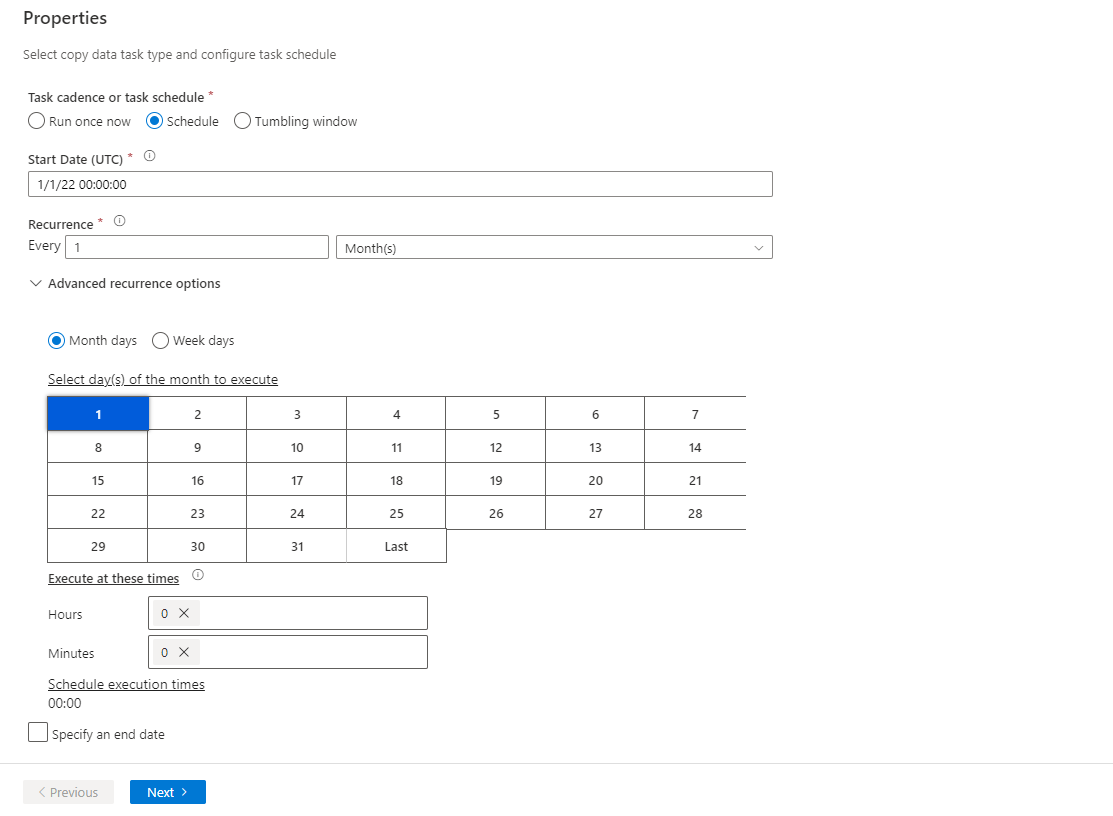 Properties
Select copy data task type and configure task schedule
Task cadence or task schedule *
Run once now Schedule Tumbling window
Start Date (UTC) *
1/1/22 00:00:00
Recurrence *
Every 1 Month(s)
Advanced recurrence options
Month days Week days
Select day(s) of the month to execute
1 2 3 4 5 6 7
8 9 10 11 12 13 14
15 16 17 18 19 20 21
22 23 24 25 26 27 28
29 30 31 Last
Execute at these times
Hours 0
Minutes 0
Schedule execution times
00:00
Specify an end date
Previous Next